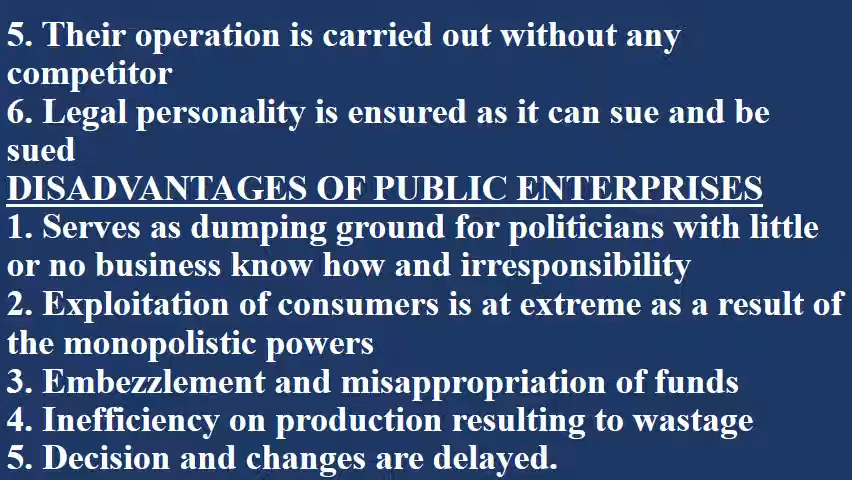 5. Their operation is carried out without any
competitor
6. Legal personality is ensured as it can sue and be
sued
DISADVANTAGES OF PUBLIC ENTERPRISES
1. Serves as dumping ground for politicians with little
or no business know how and irresponsibility
2. Exploitation of consumers is at extreme as a result of
the monopolistic powers
3. Embezzlement and misappropriation of funds
4. Inefficiency on production resulting to wastage
5. Decision and changes are delayed.